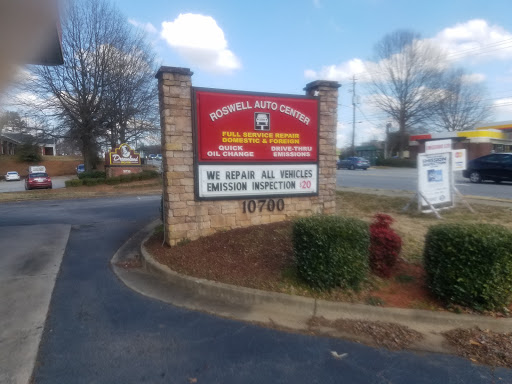 ROSWELL AUTO CENTER
FULL SERVICE REPAIR
DOMESTIC & FOREIGN
QUICK DRIVE-THRU
OIL CHANGE EMISSIONS
WE REPAIR ALL VEHICLES
EMISSION INSPECTION $20
10700